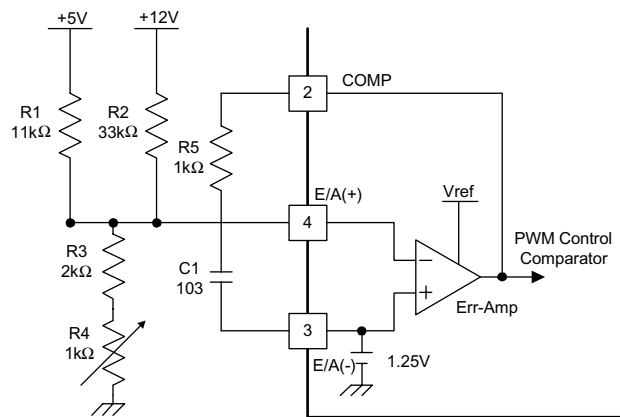 +5V
+12V
R1
11kΩ
R2
33kΩ
R5
1kΩ
2
COMP
E/A(+)
4
Vref
PWM Control
Comparator
R3
2kΩ
C1
103
−
+
Err-Amp
R4
1kΩ
3
E/A(-)
1.25V